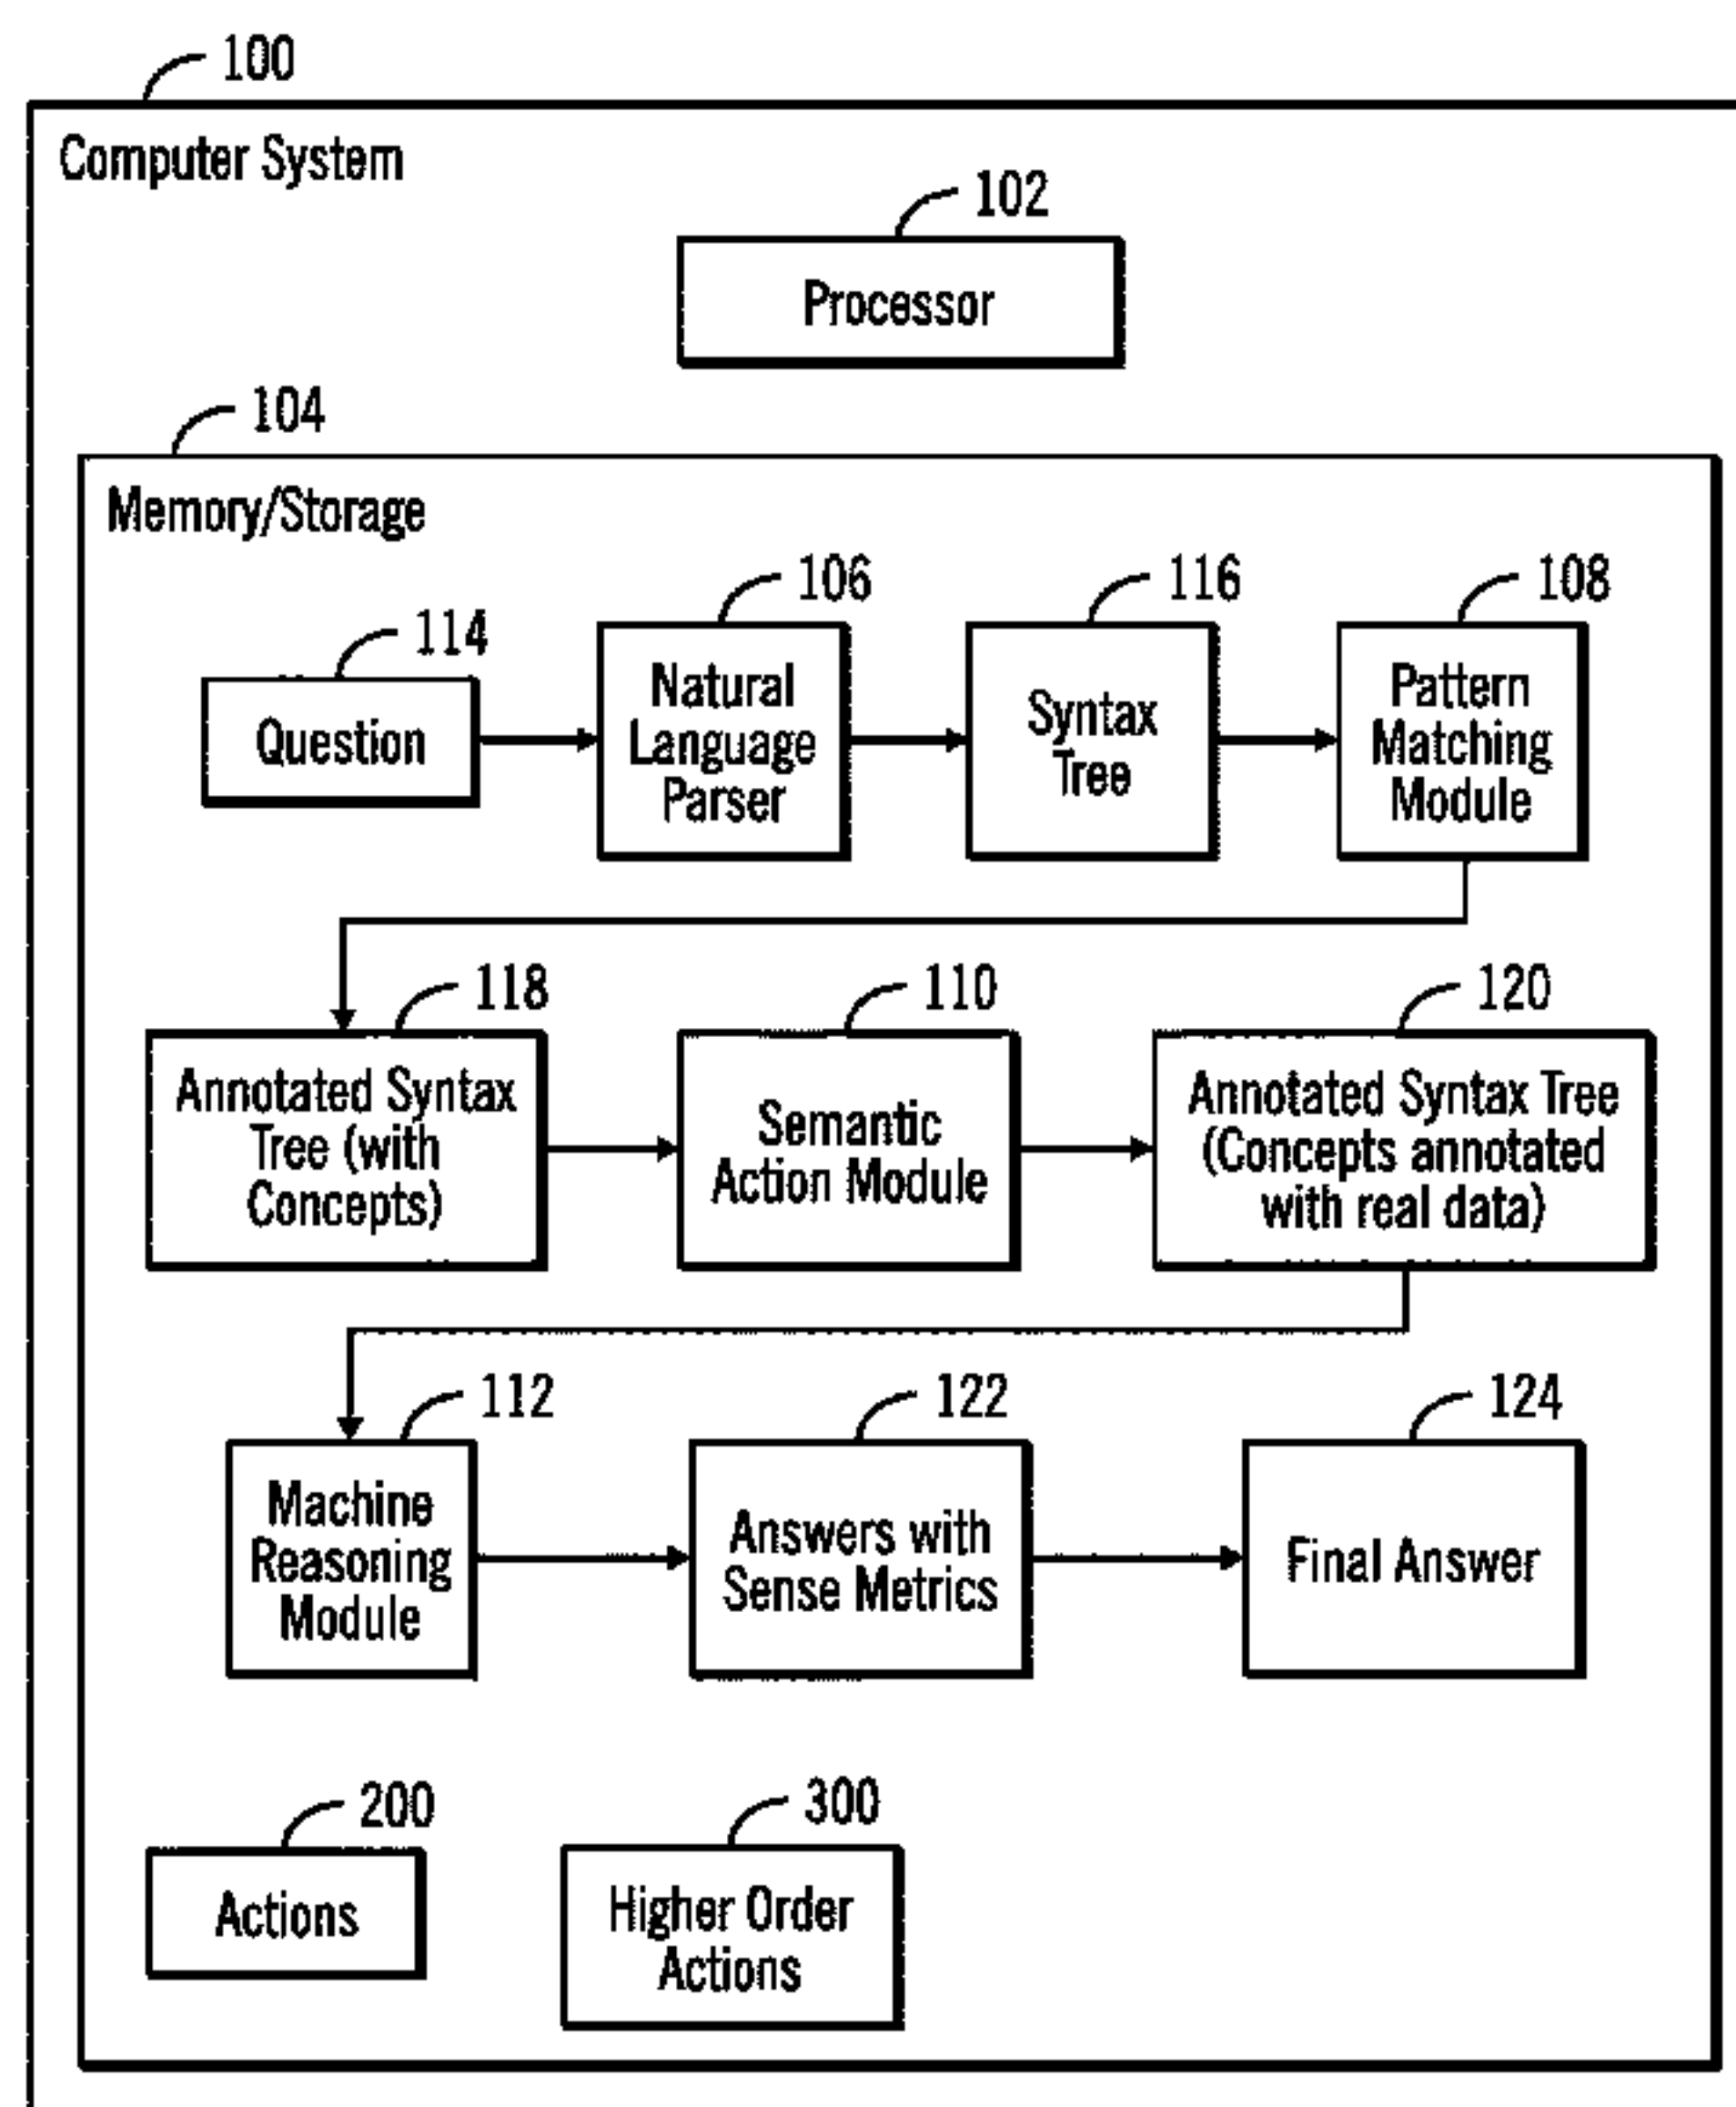 100
Computer System
102
Processor
104
Memory/Storage
114
Question
106
Natural
Language
Parser
116
Syntax
Tree
108
Pattern
Matching
Module
118
Annotated Syntax
Tree (with
Concepts)
110
Semantic
Action Module
120
Annotated Syntax Tree
(Concepts annotated
with real data)
112
Machine
Reasoning
Module
122
Answers with
Sense Metrics
124
Final Answer
200
Actions
300
Higher Order
Actions